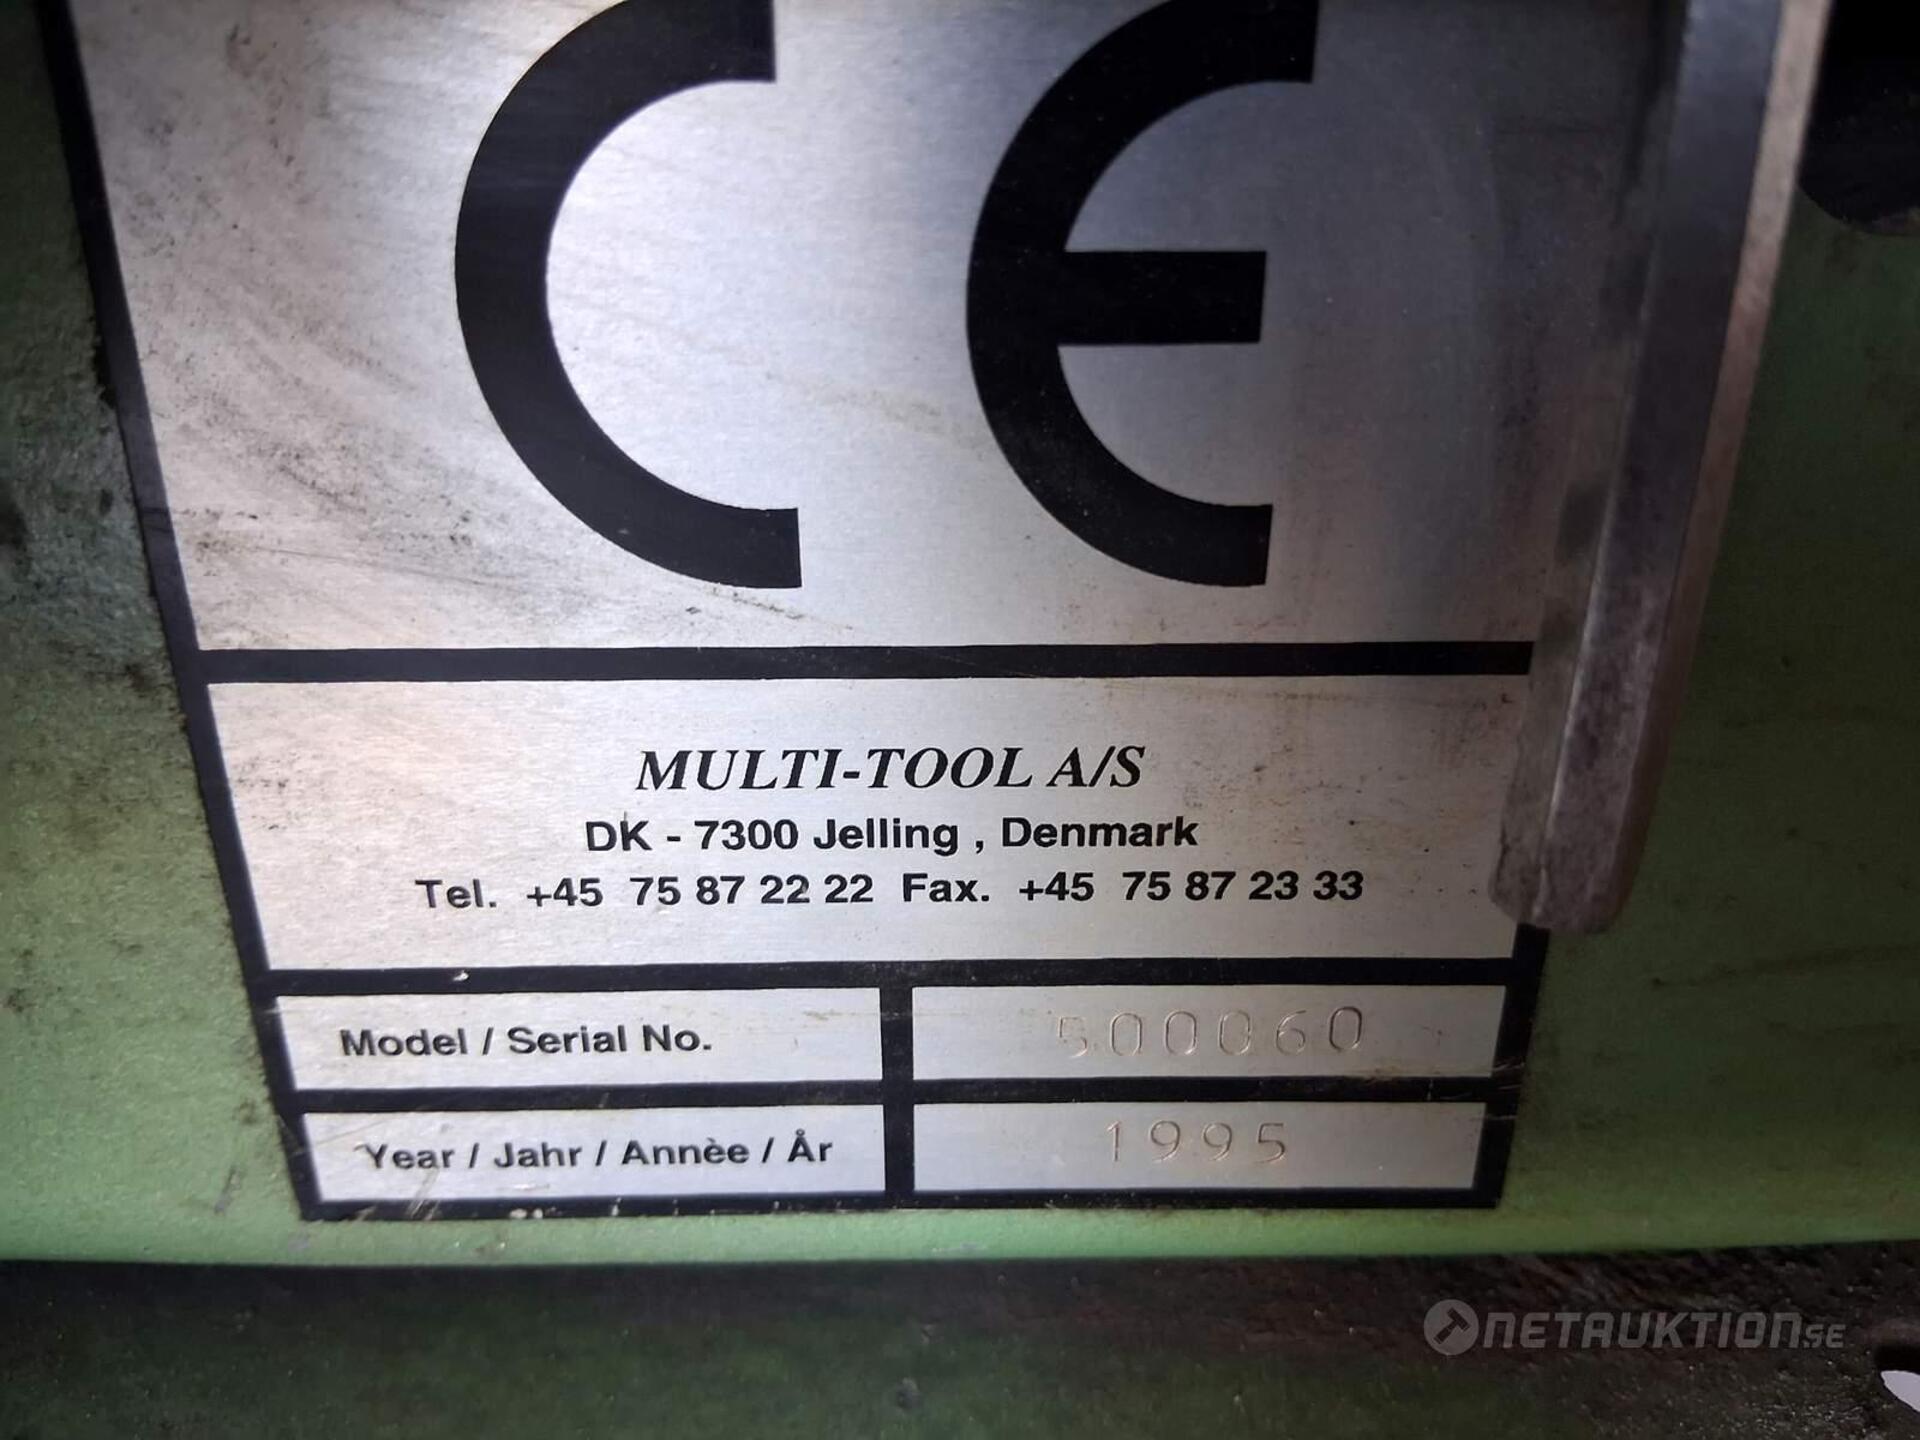 CE
MULTI-TOOL A/S
DK - 7300 Jelling , Denmark
Tel. +45 75 87 22 22 Fax. +45 75 87 23 33
Model / Serial No. 500060
Year / Jahr / Annèe / År 1995
NETAUKTION.SE